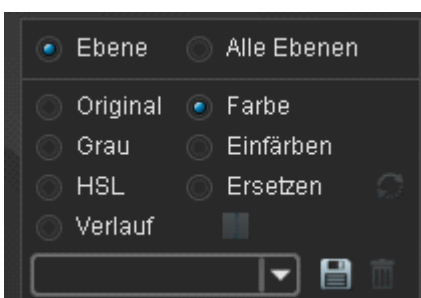 Ebene Alle Ebenen
Original Farbe
Grau Einfärben
HSL Ersetzen
Verlauf